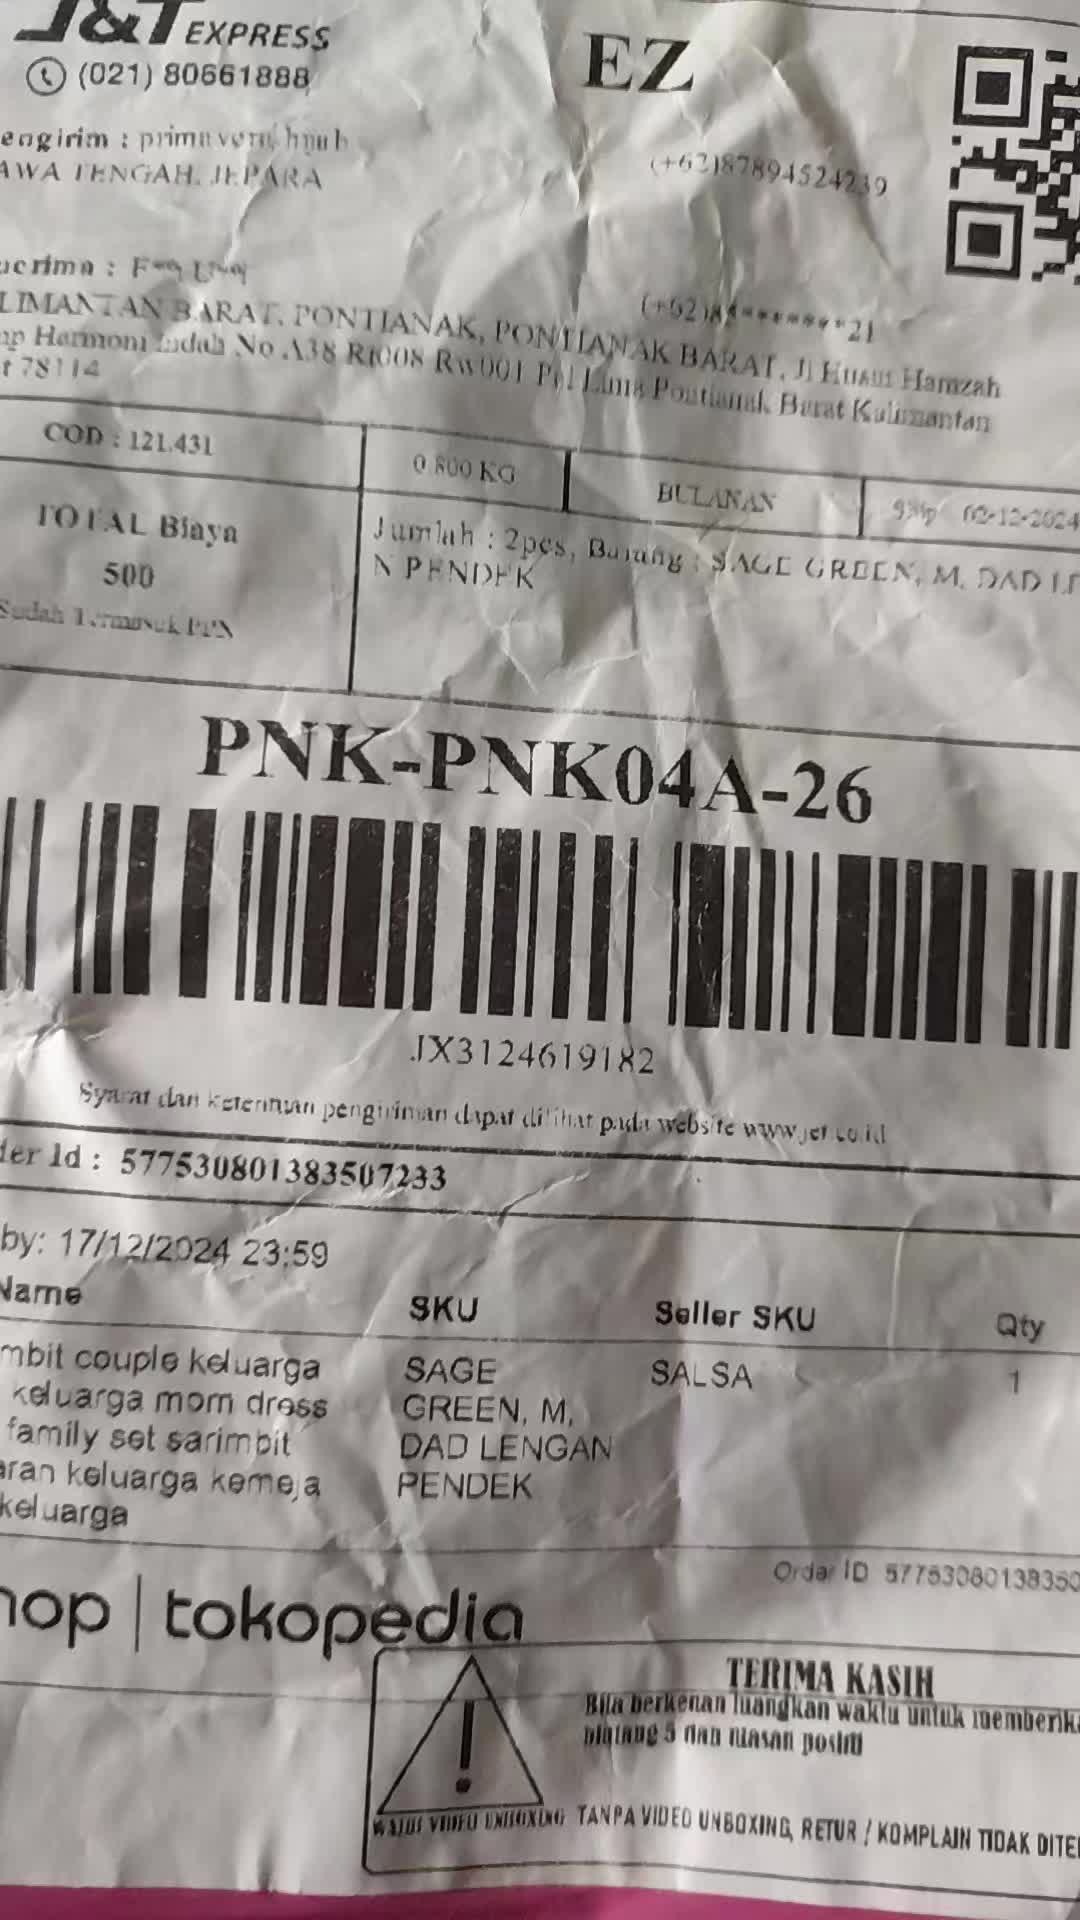 J&T EXPRESS
EZ
(021) 80661888
engirim : primavera
AWA TENGAH, JEPARA
(+62)87894524239
nerima :
(+62)8********21
LIMANTAN BARAT, PONTIANAK, PONTIANAK BARAT, Jl Husni Hamzah
mp Harmoni Indah No A38 Rt008 Rw001 Pal Lima Pontianak Barat Kalimantan
t 78114
COD : 121.431
0.800 KG
BULANAN
02-12-2024
TOTAL Biaya
500
Sudah Termasuk PPN
Jumlah : 2pcs, Barang : SAGE GREEN, M, DAD LE
N PENDEK
PNK-PNK04A-26
JX3124619182
Syarat dan ketentuan pengiriman dapat dilihat pada website www.jet.co.id
der Id : 577530801383507233
by: 17/12/2024 23:59
Name SKU Seller SKU Qty
mbit couple keluarga SAGE SALSA 1
keluarga mom dress GREEN, M,
family set sarimbit DAD LENGAN
aran keluarga kemeja PENDEK
keluarga
Order ID 57753080138350
hop | tokopedia
TERIMA KASIH
Bila berkenan luangkan waktu untuk memberika
bintang 5 dan ulasan positif
WAJIB VIDEO UNBOXING TANPA VIDEO UNBOXING, RETUR / KOMPLAIN TIDAK DITE